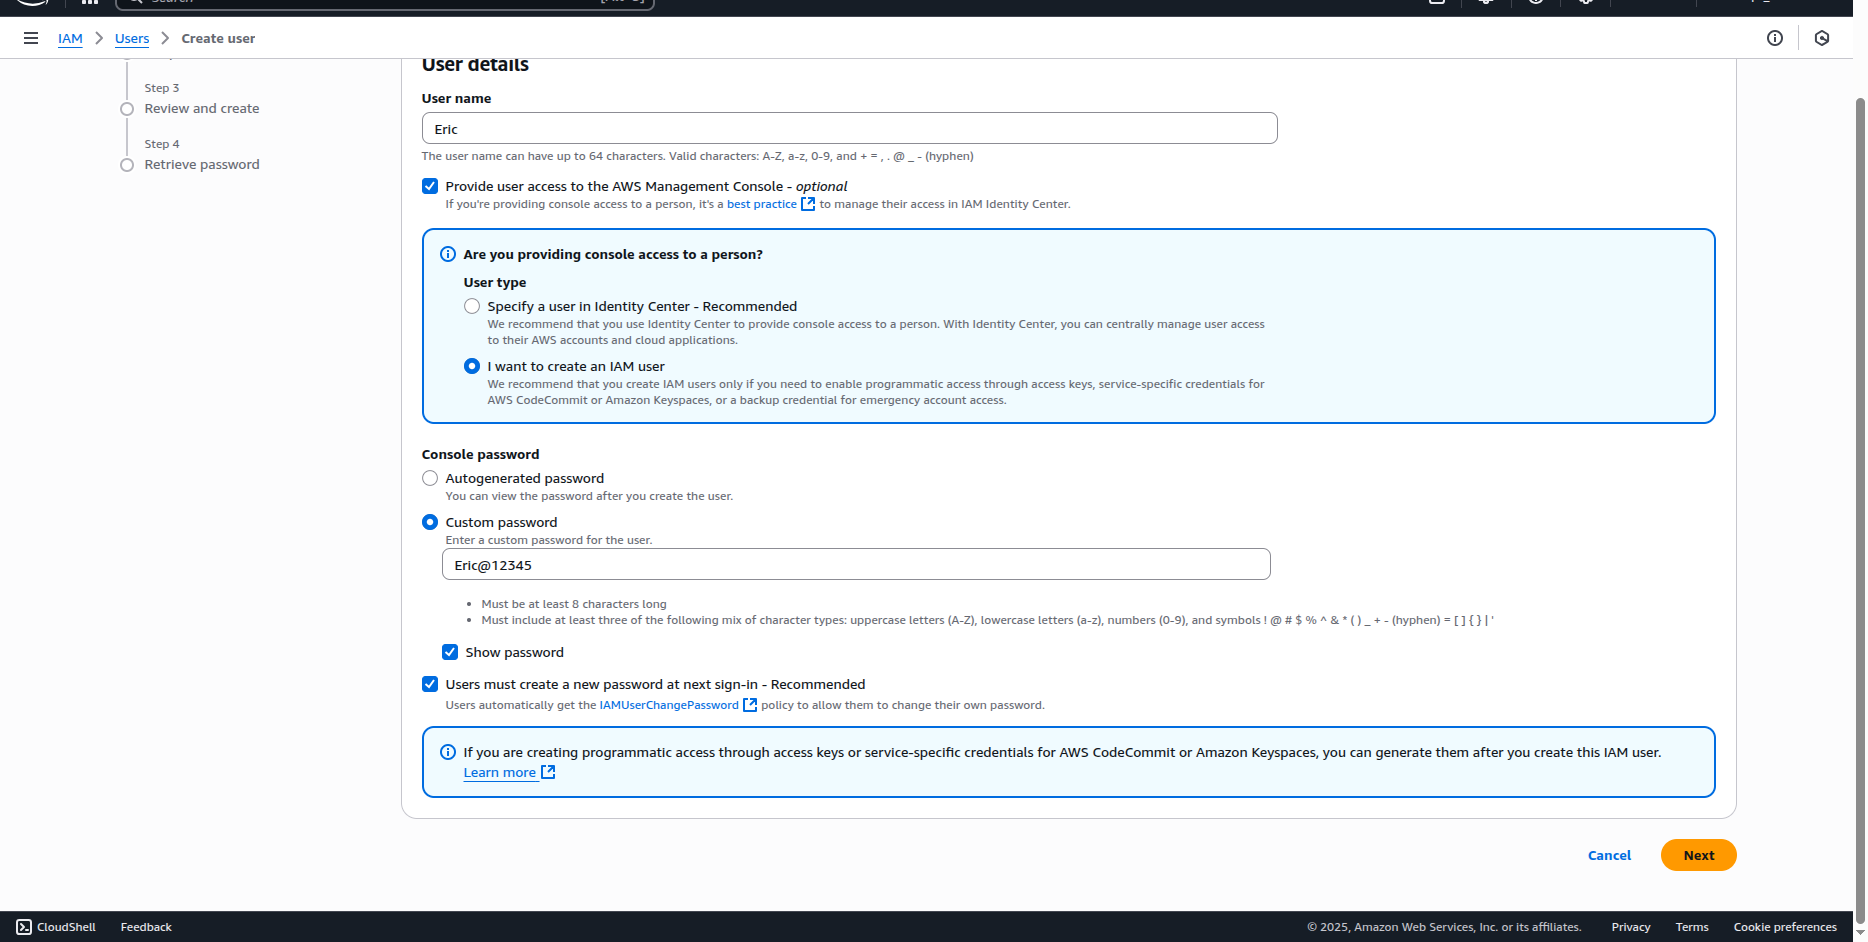 IAM > Users > Create user
Step 3
Review and create
Step 4
Retrieve password
User details
User name
Eric
The user name can have up to 64 characters. Valid characters: A-Z, a-z, 0-9, and + = , . @ _ - (hyphen)
Provide user access to the AWS Management Console - optional
If you're providing console access to a person, it's a best practice to manage their access in IAM Identity Center.
Are you providing console access to a person?
User type
Specify a user in Identity Center - Recommended
We recommend that you use Identity Center to provide console access to a person. With Identity Center, you can centrally manage user access
to their AWS accounts and cloud applications.
I want to create an IAM user
We recommend that you create IAM users only if you need to enable programmatic access through access keys, service-specific credentials for
AWS CodeCommit or Amazon Keyspaces, or a backup credential for emergency account access.
Console password
Autogenerated password
You can view the password after you create the user.
Custom password
Enter a custom password for the user.
Eric@12345
• Must be at least 8 characters long
• Must include at least three of the following mix of character types: uppercase letters (A-Z), lowercase letters (a-z), numbers (0-9), and symbols ! @ # $ % ^ & * ( ) _ + - (hyphen) = [ ] { } | '
Show password
Users must create a new password at next sign-in - Recommended
Users automatically get the IAMUserChangePassword policy to allow them to change their own password.
If you are creating programmatic access through access keys or service-specific credentials for AWS CodeCommit or Amazon Keyspaces, you can generate them after you create this IAM user.
Learn more
Cancel
Next
CloudShell Feedback © 2025, Amazon Web Services, Inc. or its affiliates. Privacy Terms Cookie preferences